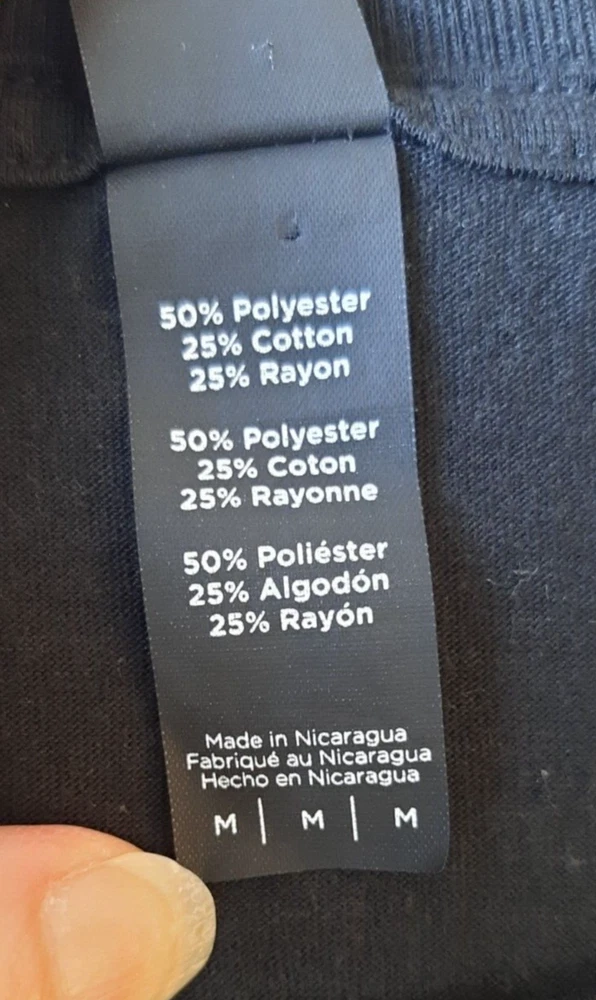 50% Polyester
25% Cotton
25% Rayon
50% Polyester
25% Coton
25% Rayonne
50% Poliéster
25% Algodón
25% Rayón
Made in Nicaragua
Fabriqué au Nicaragua
Hecho en Nicaragua
M | M | M